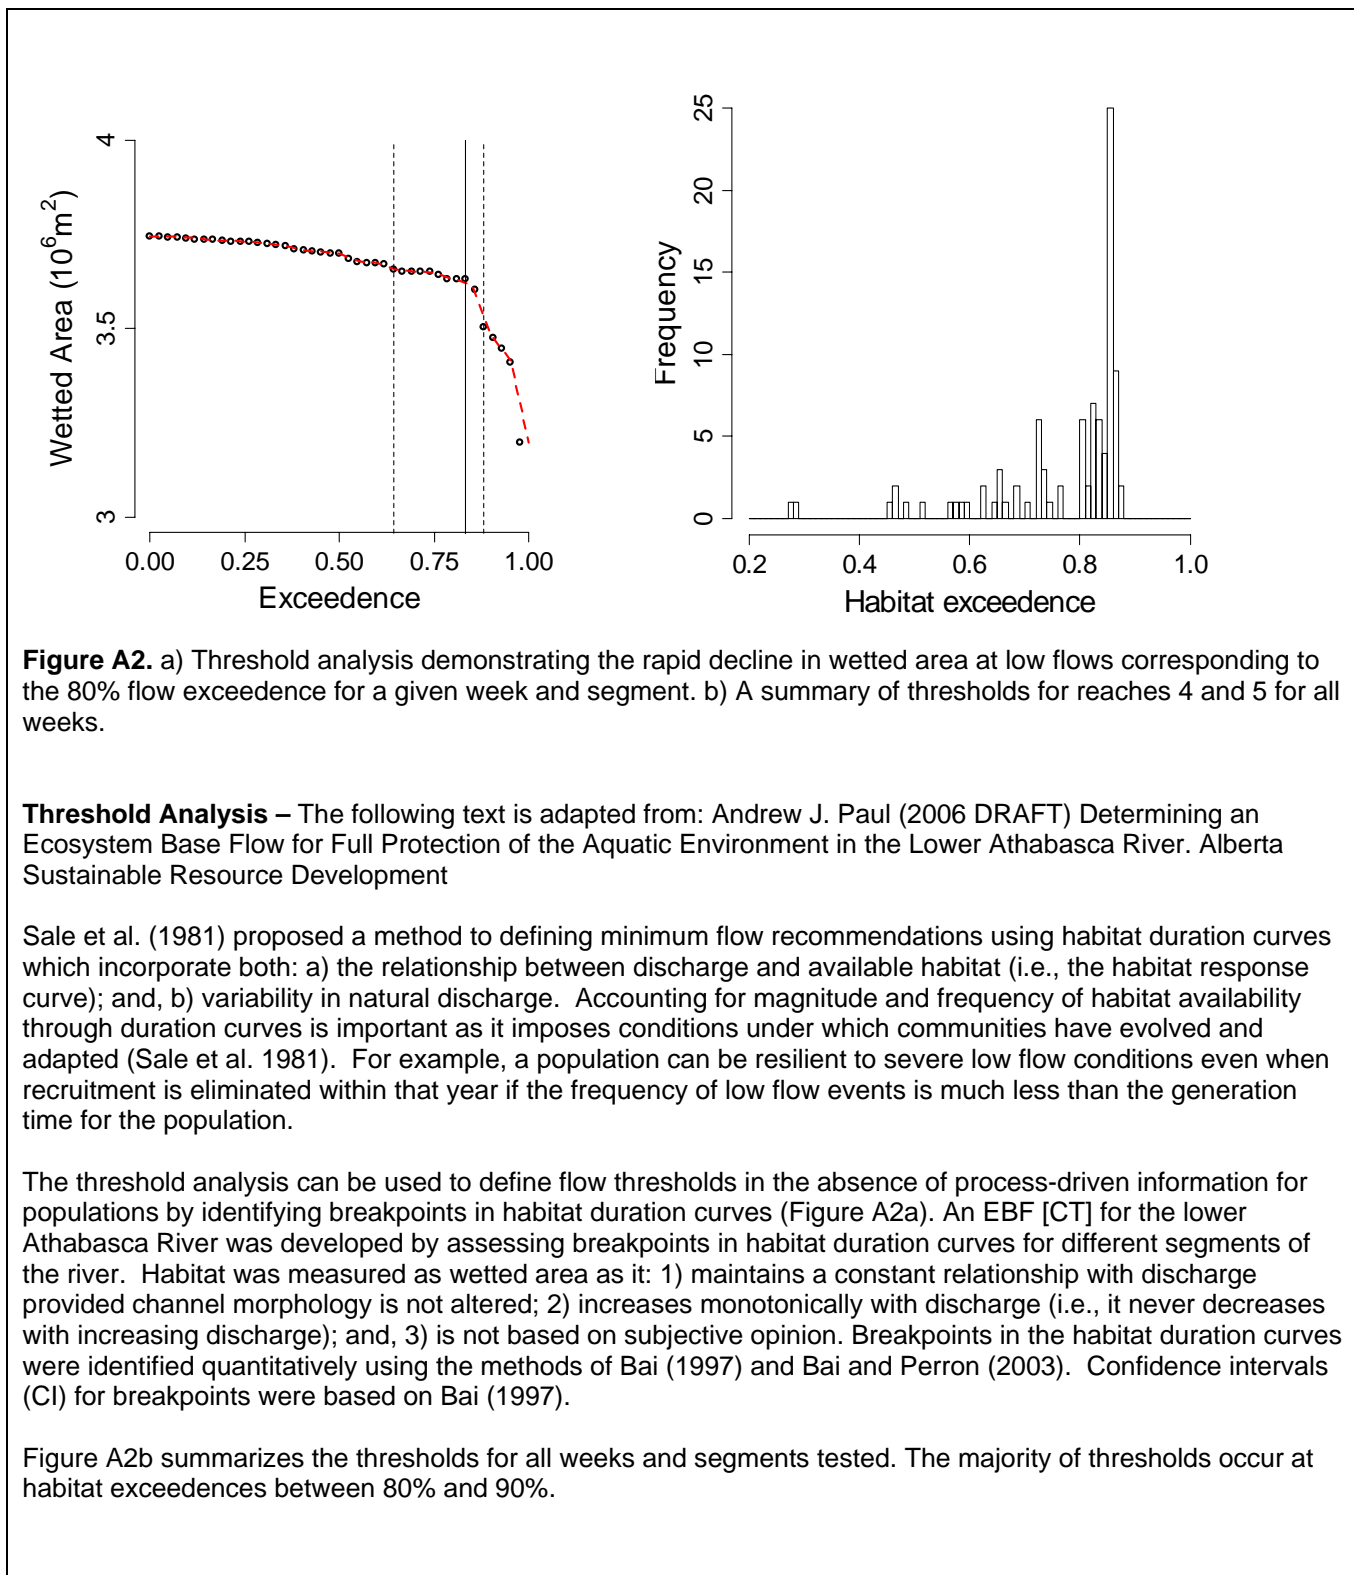 4
3.5
3
Wetted Area (10⁶m²)
0.00 0.25 0.50 0.75 1.00
Exceedence
25
20
15
10
5
0
Frequency
0.2 0.4 0.6 0.8 1.0
Habitat exceedence
Figure A2. a) Threshold analysis demonstrating the rapid decline in wetted area at low flows corresponding to
the 80% flow exceedence for a given week and segment. b) A summary of thresholds for reaches 4 and 5 for all
weeks.
Threshold Analysis – The following text is adapted from: Andrew J. Paul (2006 DRAFT) Determining an
Ecosystem Base Flow for Full Protection of the Aquatic Environment in the Lower Athabasca River. Alberta
Sustainable Resource Development
Sale et al. (1981) proposed a method to defining minimum flow recommendations using habitat duration curves
which incorporate both: a) the relationship between discharge and available habitat (i.e., the habitat response
curve); and, b) variability in natural discharge.  Accounting for magnitude and frequency of habitat availability
through duration curves is important as it imposes conditions under which communities have evolved and
adapted (Sale et al. 1981).  For example, a population can be resilient to severe low flow conditions even when
recruitment is eliminated within that year if the frequency of low flow events is much less than the generation
time for the population.
The threshold analysis can be used to define flow thresholds in the absence of process-driven information for
populations by identifying breakpoints in habitat duration curves (Figure A2a). An EBF [CT] for the lower
Athabasca River was developed by assessing breakpoints in habitat duration curves for different segments of
the river.  Habitat was measured as wetted area as it: 1) maintains a constant relationship with discharge
provided channel morphology is not altered; 2) increases monotonically with discharge (i.e., it never decreases
with increasing discharge); and, 3) is not based on subjective opinion. Breakpoints in the habitat duration curves
were identified quantitatively using the methods of Bai (1997) and Bai and Perron (2003).  Confidence intervals
(CI) for breakpoints were based on Bai (1997).
Figure A2b summarizes the thresholds for all weeks and segments tested. The majority of thresholds occur at
habitat exceedences between 80% and 90%.